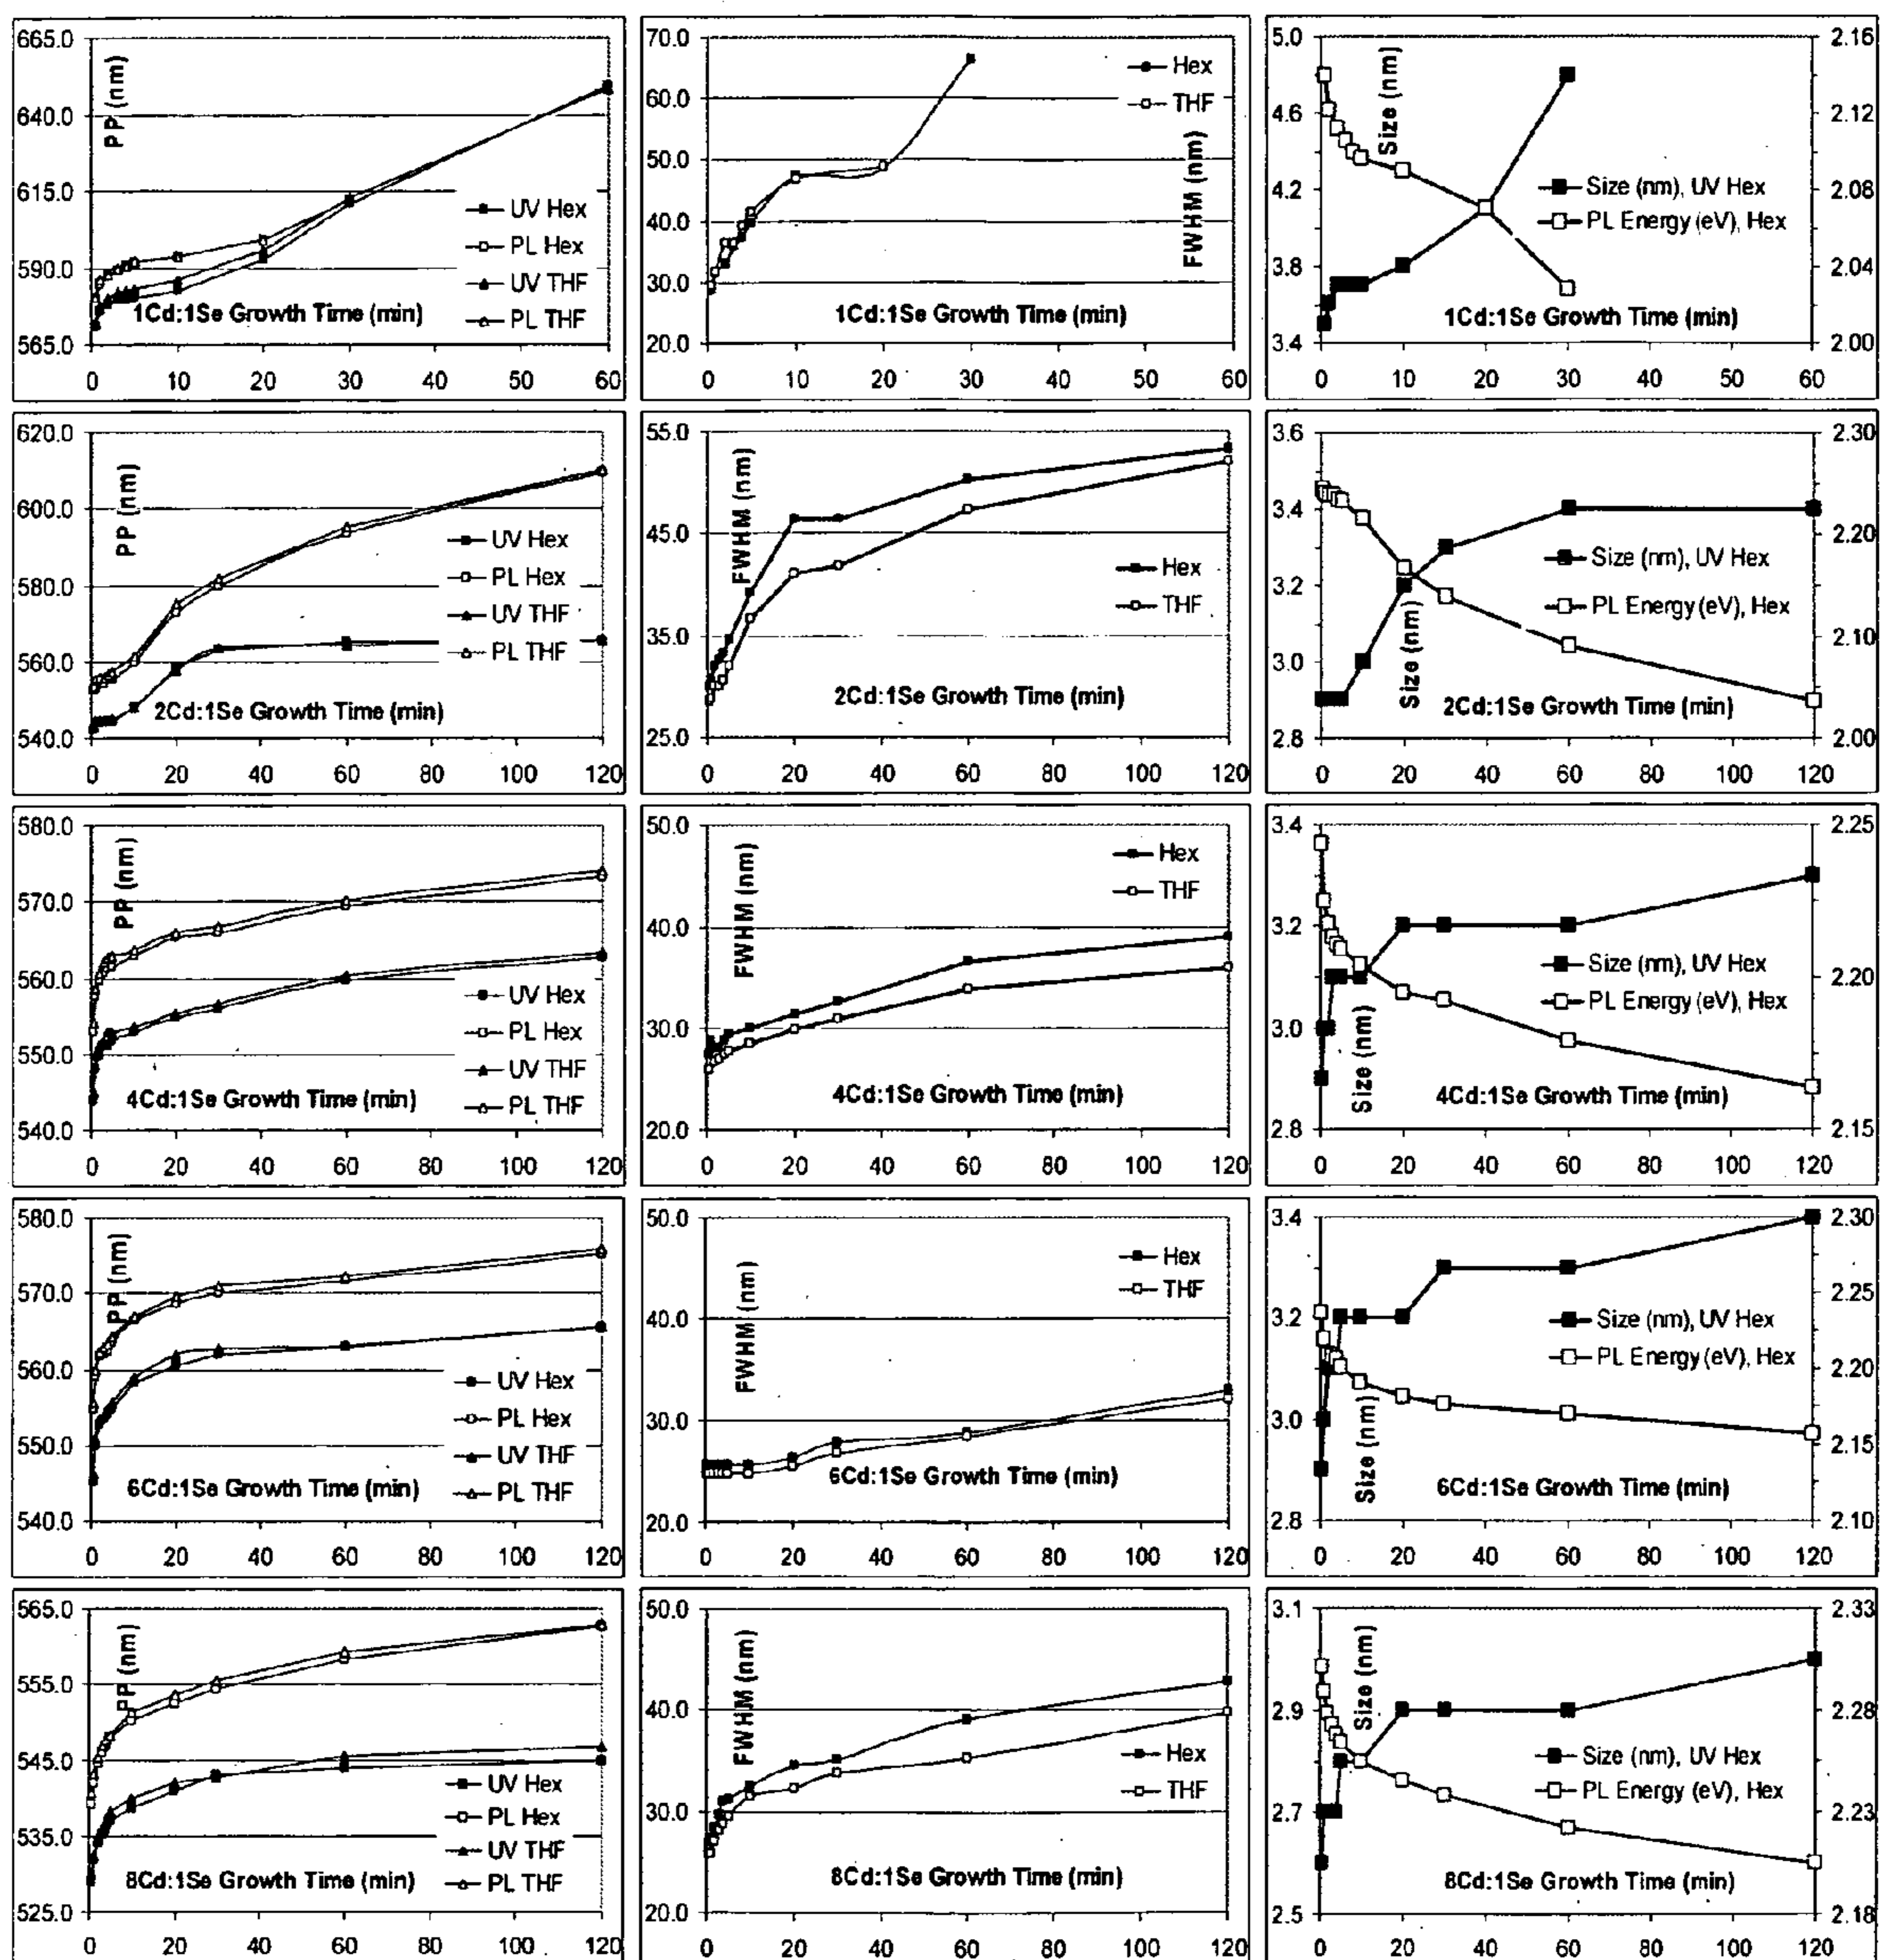 665.0
640.0
615.0
590.0
565.0
PP (nm)
UV Hex
PL Hex
UV THF
PL THF
1Cd:1Se Growth Time (min)
0 10 20 30 40 50 60
70.0
60.0
50.0
40.0
30.0
20.0
Hex
THF
FWHM (nm)
1Cd:1Se Growth Time (min)
0 10 20 30 40 50 60
5.0
4.6
4.2
3.8
3.4
Size (nm)
Size (nm), UV Hex
PL Energy (eV), Hex
1Cd:1Se Growth Time (min)
2.16
2.12
2.08
2.04
2.00
0 10 20 30 40 50 60
620.0
600.0
580.0
560.0
540.0
PP (nm)
UV Hex
PL Hex
UV THF
PL THF
2Cd:1Se Growth Time (min)
0 20 40 60 80 100 120
55.0
45.0
35.0
25.0
FWHM (nm)
Hex
THF
2Cd:1Se Growth Time (min)
0 20 40 60 80 100 120
3.6
3.4
3.2
3.0
2.8
Size (nm)
Size (nm), UV Hex
PL Energy (eV), Hex
2Cd:1Se Growth Time (min)
2.30
2.20
2.10
2.00
0 20 40 60 80 100 120
580.0
570.0
560.0
550.0
540.0
PP (nm)
UV Hex
PL Hex
UV THF
PL THF
4Cd:1Se Growth Time (min)
0 20 40 60 80 100 120
50.0
40.0
30.0
20.0
FWHM (nm)
Hex
THF
4Cd:1Se Growth Time (min)
0 20 40 60 80 100 120
3.4
3.2
3.0
2.8
Size (nm)
Size (nm), UV Hex
PL Energy (eV), Hex
4Cd:1Se Growth Time (min)
2.25
2.20
2.15
0 20 40 60 80 100 120
580.0
570.0
560.0
550.0
540.0
PP (nm)
UV Hex
PL Hex
UV THF
PL THF
6Cd:1Se Growth Time (min)
0 20 40 60 80 100 120
50.0
40.0
30.0
20.0
FWHM (nm)
Hex
THF
6Cd:1Se Growth Time (min)
0 20 40 60 80 100 120
3.4
3.2
3.0
2.8
Size (nm)
Size (nm), UV Hex
PL Energy (eV), Hex
6Cd:1Se Growth Time (min)
2.30
2.25
2.20
2.15
2.10
0 20 40 60 80 100 120
565.0
555.0
545.0
535.0
525.0
PP (nm)
UV Hex
PL Hex
UV THF
PL THF
8Cd:1Se Growth Time (min)
0 20 40 60 80 100 120
50.0
40.0
30.0
20.0
FWHM (nm)
Hex
THF
8Cd:1Se Growth Time (min)
0 20 40 60 80 100 120
3.1
2.9
2.7
2.5
Size (nm)
Size (nm), UV Hex
PL Energy (eV), Hex
8Cd:1Se Growth Time (min)
2.33
2.28
2.23
2.18
0 20 40 60 80 100 120